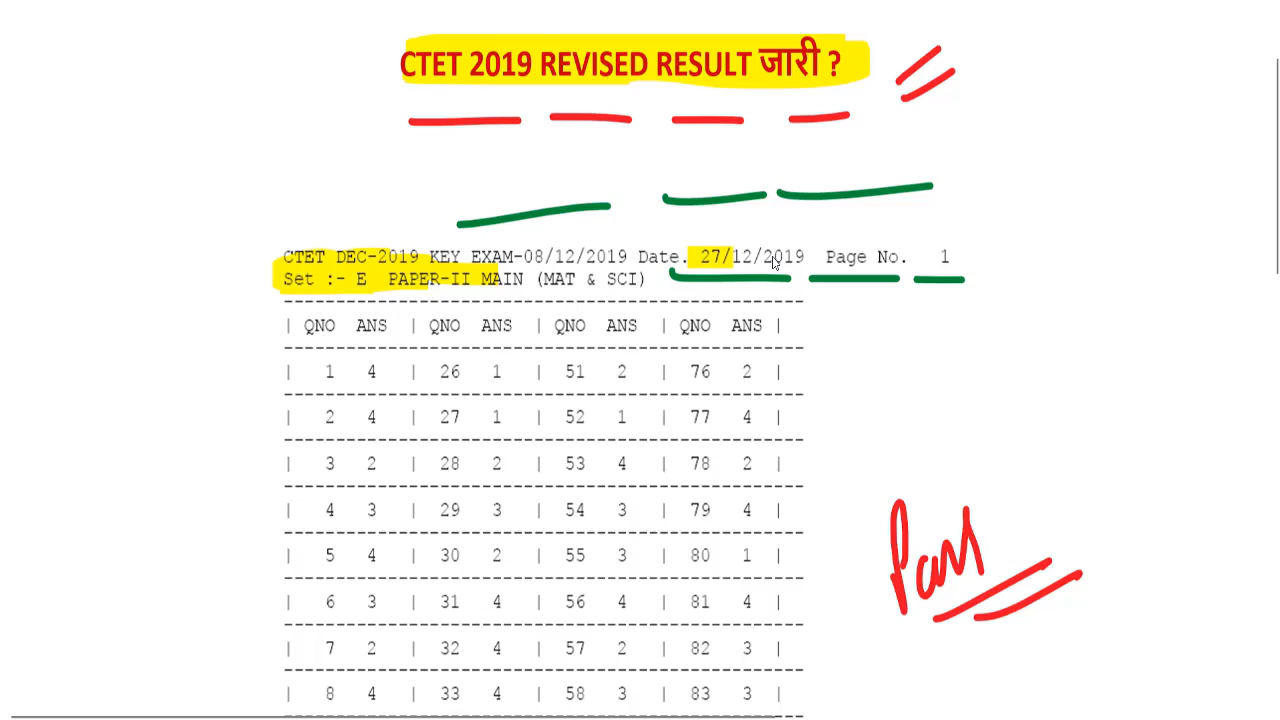 CTET 2019 REVISED RESULT जारी ?
CTET DEC-2019 KEY EXAM-08/12/2019 Date. 27/12/2019 Page No. 1
Set :- E PAPER-II MAIN (MAT & SCI)
| QNO ANS | QNO ANS | QNO ANS | QNO ANS |
| 1 4 | 26 1 | 51 2 | 76 2 |
| 2 4 | 27 1 | 52 1 | 77 4 |
| 3 2 | 28 2 | 53 4 | 78 2 |
| 4 3 | 29 3 | 54 3 | 79 4 |
| 5 4 | 30 2 | 55 3 | 80 1 |
| 6 3 | 31 4 | 56 4 | 81 4 |
| 7 2 | 32 4 | 57 2 | 82 3 |
| 8 4 | 33 4 | 58 3 | 83 3 |